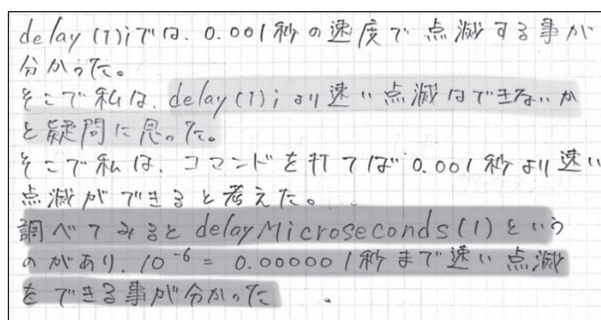 delay(1);では、0.001秒の速度で点滅する事が
分かった。
そこで私は、delay(1);より速い点滅はできないか
と疑問に思った。
そこで私は、コマンドを打てば0.001秒より速い
点滅ができると考えた。
調べてみるとdelayMicroseconds(1)という
のがあり、10⁻⁶=0.000001秒まで速い点滅
をできる事が分かった。